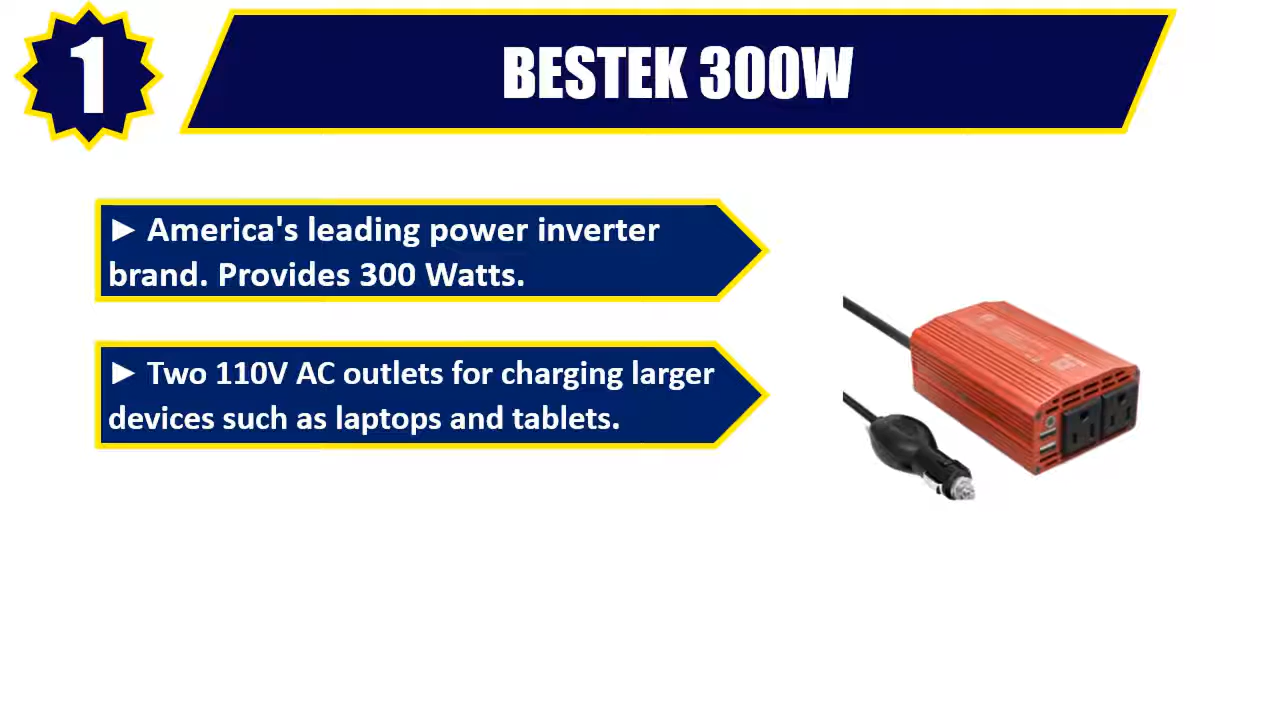 1
BESTEK 300W
► America's leading power inverter
brand. Provides 300 Watts.
► Two 110V AC outlets for charging larger
devices such as laptops and tablets.